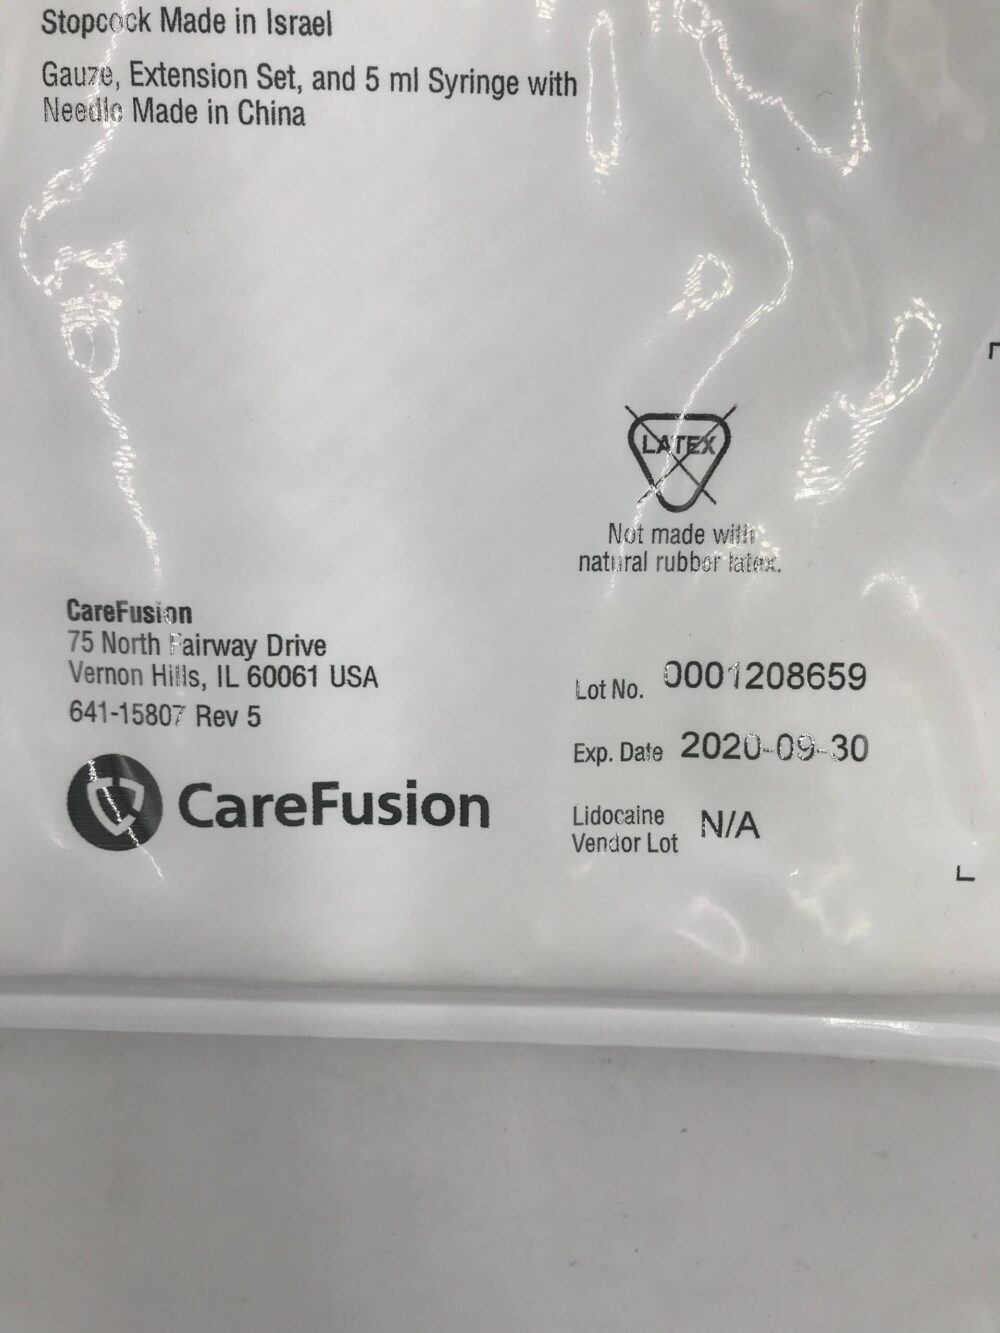 Stopcock Made in Israel
Gauze, Extension Set, and 5 ml Syringe with
Needle Made in China
LATEX
Not made with
natural rubber latex.
CareFusion
75 North Fairway Drive
Vernon Hills, IL 60061 USA
641-15807 Rev 5
CareFusion
Lot No. 0001208659
Exp. Date 2020-09-30
Lidocaine
Vendor Lot N/A